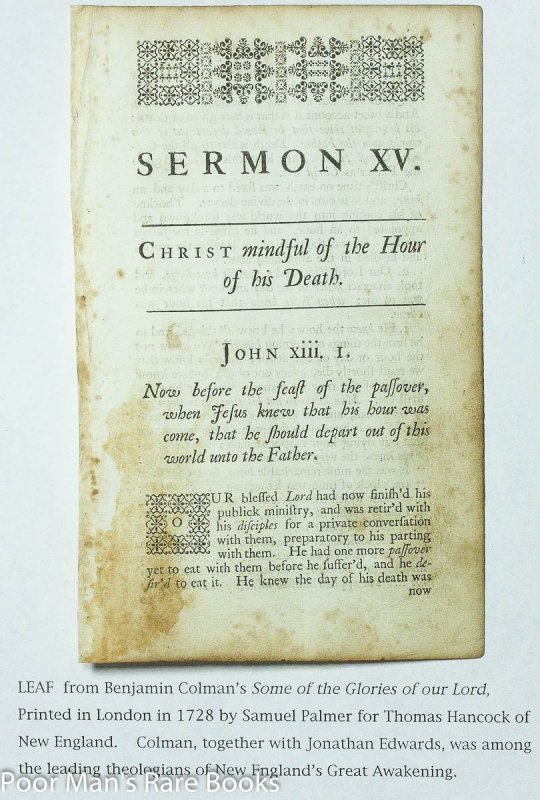 SERMON XV.
CHRIST mindful of the Hour
of his Death.
JOHN xiii. 1.
Now before the feaſt of the paſſover,
when Jeſus knew that his hour was
come, that he ſhould depart out of this
world unto the Father.
OUR bleſſed Lord had now finiſh'd his
publick miniſtry, and was retir'd with
his diſciples for a private converſation
with them, preparatory to his parting
with them. He had one more paſſover
yet to eat with them before he ſuffer'd, and he de-
ſir'd to eat it. He knew the day of his death was
now
LEAF from Benjamin Colman's Some of the Glories of our Lord,
Printed in London in 1728 by Samuel Palmer for Thomas Hancock of
New England. Colman, together with Jonathan Edwards, was among
the leading theologians of New England's Great Awakening.
Poor Man's Rare Books